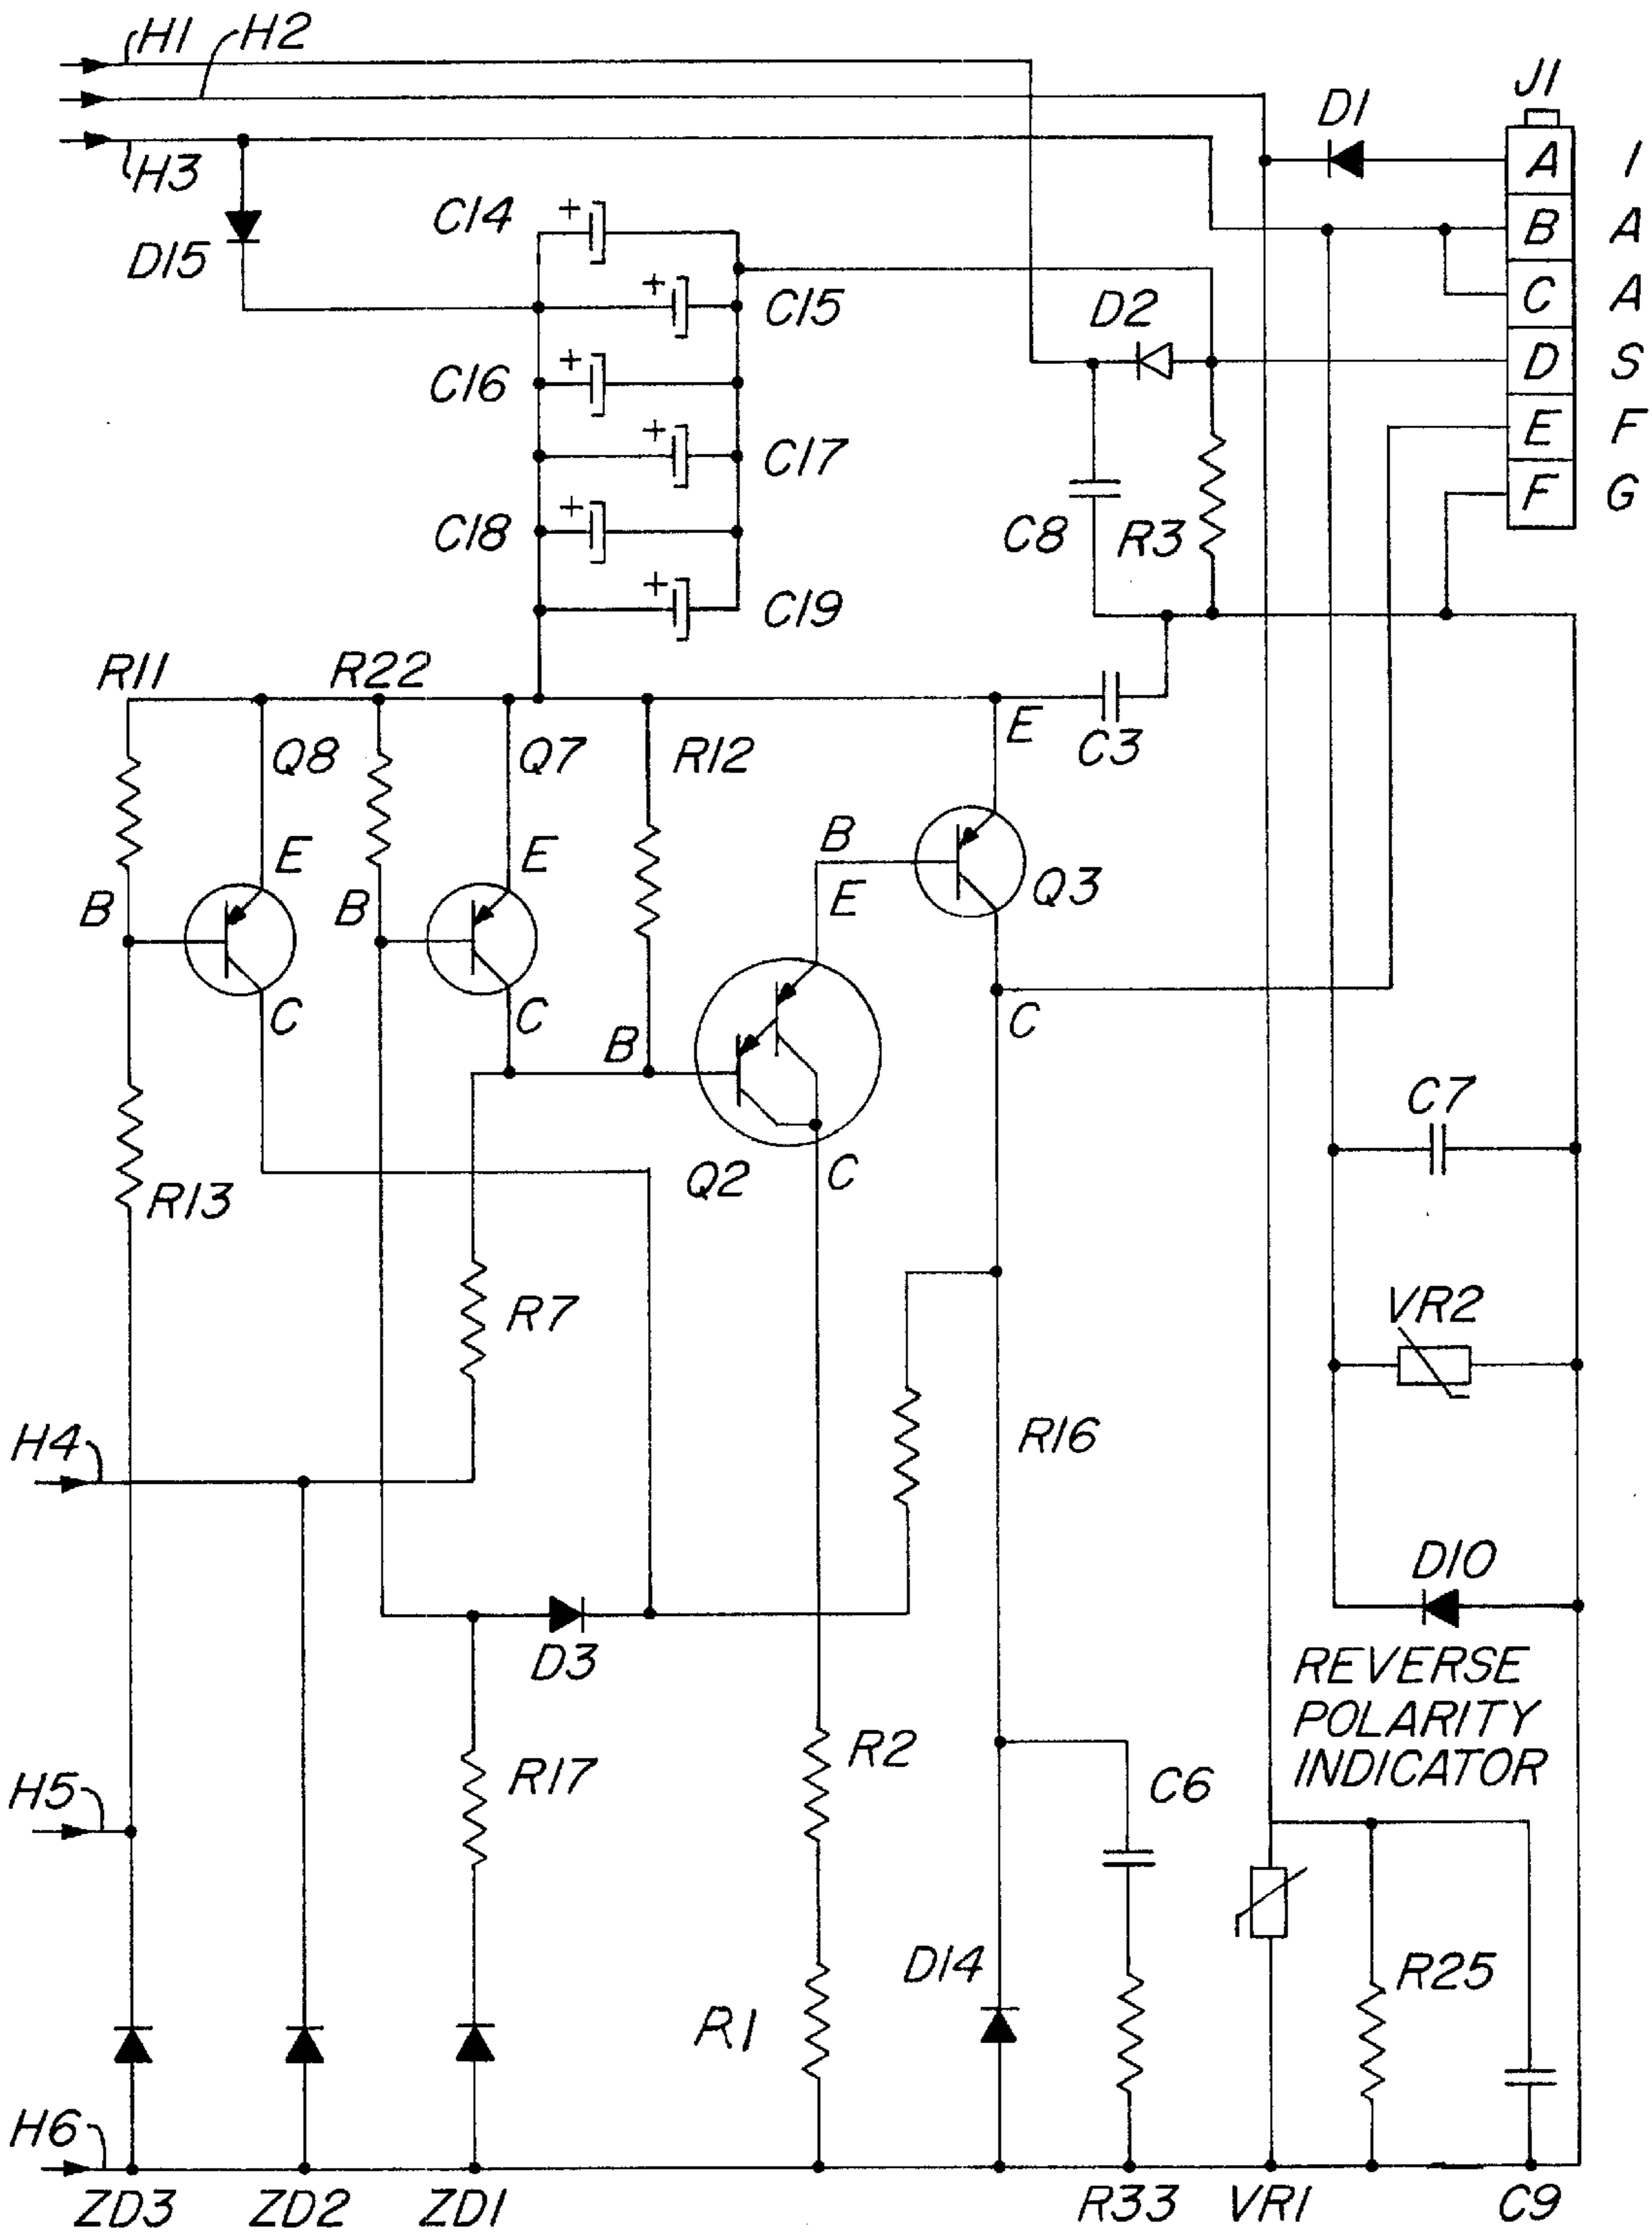 H1 H2
J1
D1
H3
A I
C14
B A
D15
C15
C A
D2
C16
D S
C17
E F
C18
C8 R3
F G
C19
R11 R22
E
Q8 Q7 R12 C3
B
E E Q3
B B E
C C B C
C7
Q2 C
R13
R7 VR2
H4 R16
D10
D3 REVERSE
POLARITY
INDICATOR
R2
R17 C6
H5
D14 R25
R1
H6
ZD3 ZD2 ZD1 R33 VR1 C9